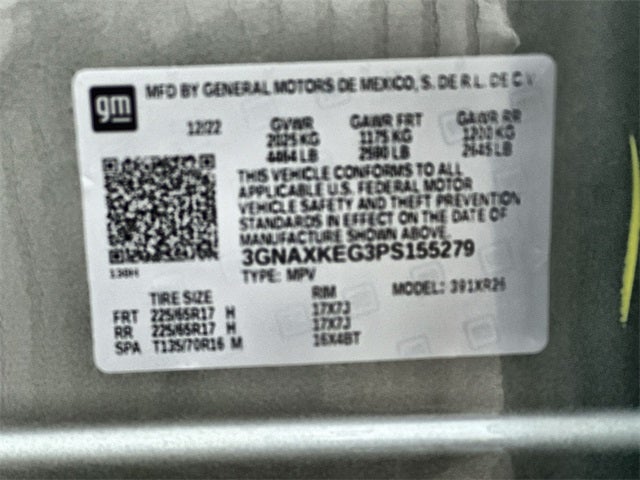 gm
MFD BY GENERAL MOTORS DE MEXICO, S. DE R.L. DE C.V
12/22
GVWR GAWR FRT GAWR RR
2025 KG 1175 KG 1200 KG
4464 LB 2590 LB 2645 LB
THIS VEHICLE CONFORMS TO ALL
APPLICABLE U.S. FEDERAL MOTOR
VEHICLE SAFETY AND THEFT PREVENTION
STANDARDS IN EFFECT ON THE DATE OF
MANUFACTURE SHOWN ABOVE.
3GNAXKEG3PS155279
TYPE: MPV
TIRE SIZE RIM MODEL: 391XR26
FRT 225/65R17 H 17X7J
RR 225/65R17 H 17X7J
SPA T135/70R16 M 16X4BT